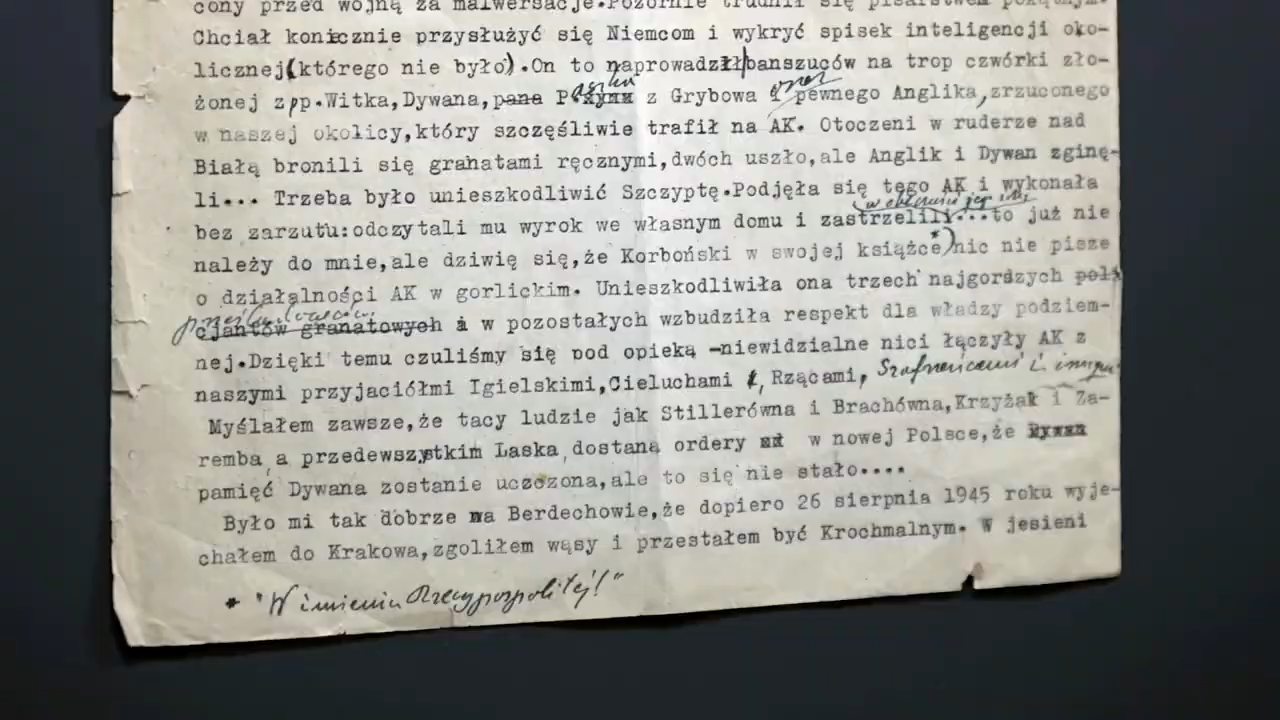 cony przed wojną za malwersacje.Pozornie trudnił się pisarstwem pokątnym.
Chciał koniecznie przysłużyć się Niemcom i wykryć spisek inteligencji oko-
licznej(którego nie było).On to naprowadził banszuców na trop czwórki zło-
żonej z pp.Witka,Dywana,pana P aszka z Grybowa oraz pewnego Anglika,zrzuconego
w naszej okolicy,który szczęśliwie trafił na AK. Otoczeni w ruderze nad
Białą bronili się granatami ręcznymi,dwóch uszło,ale Anglik i Dywan zginę-
li... Trzeba było unieszkodliwić Szczyptę.Podjęła się tego AK i wykonała
(w obecności jego
bez zarzutu:odczytali mu wyrok we własnym domu i zastrzelili...to już nie
należy do mnie,ale dziwię się,że Korboński w swojej książce*)nic nie pisze
o działalności AK w gorlickim. Unieszkodliwiła ona trzech najgorszych poli
prześladowców
cjantów granatowych a w pozostałych wzbudziła respekt dla władzy podziem-
nej.Dzięki temu czuliśmy się pod opieką -niewidzialne nici łączyły AK z
naszymi przyjaciółmi Igielskimi,Cieluchami , Rzącami, Szafrańcami i innymi
Myślałem zawsze,że tacy ludzie jak Stillerówna i Brachówna,Krzyżak i Za-
remba,a przedewszystkim Laska,dostaną ordery w nowej Polsce,że
pamięć Dywana zostanie uczczona,ale to się nie stało....
Było mi tak dobrze na Berdechowie,że dopiero 26 sierpnia 1945 roku wyje-
chałem do Krakowa,zgoliłem wąsy i przestałem być Krochmalnym. W jesieni
* "W imieniu Rzeczypospolitej!"